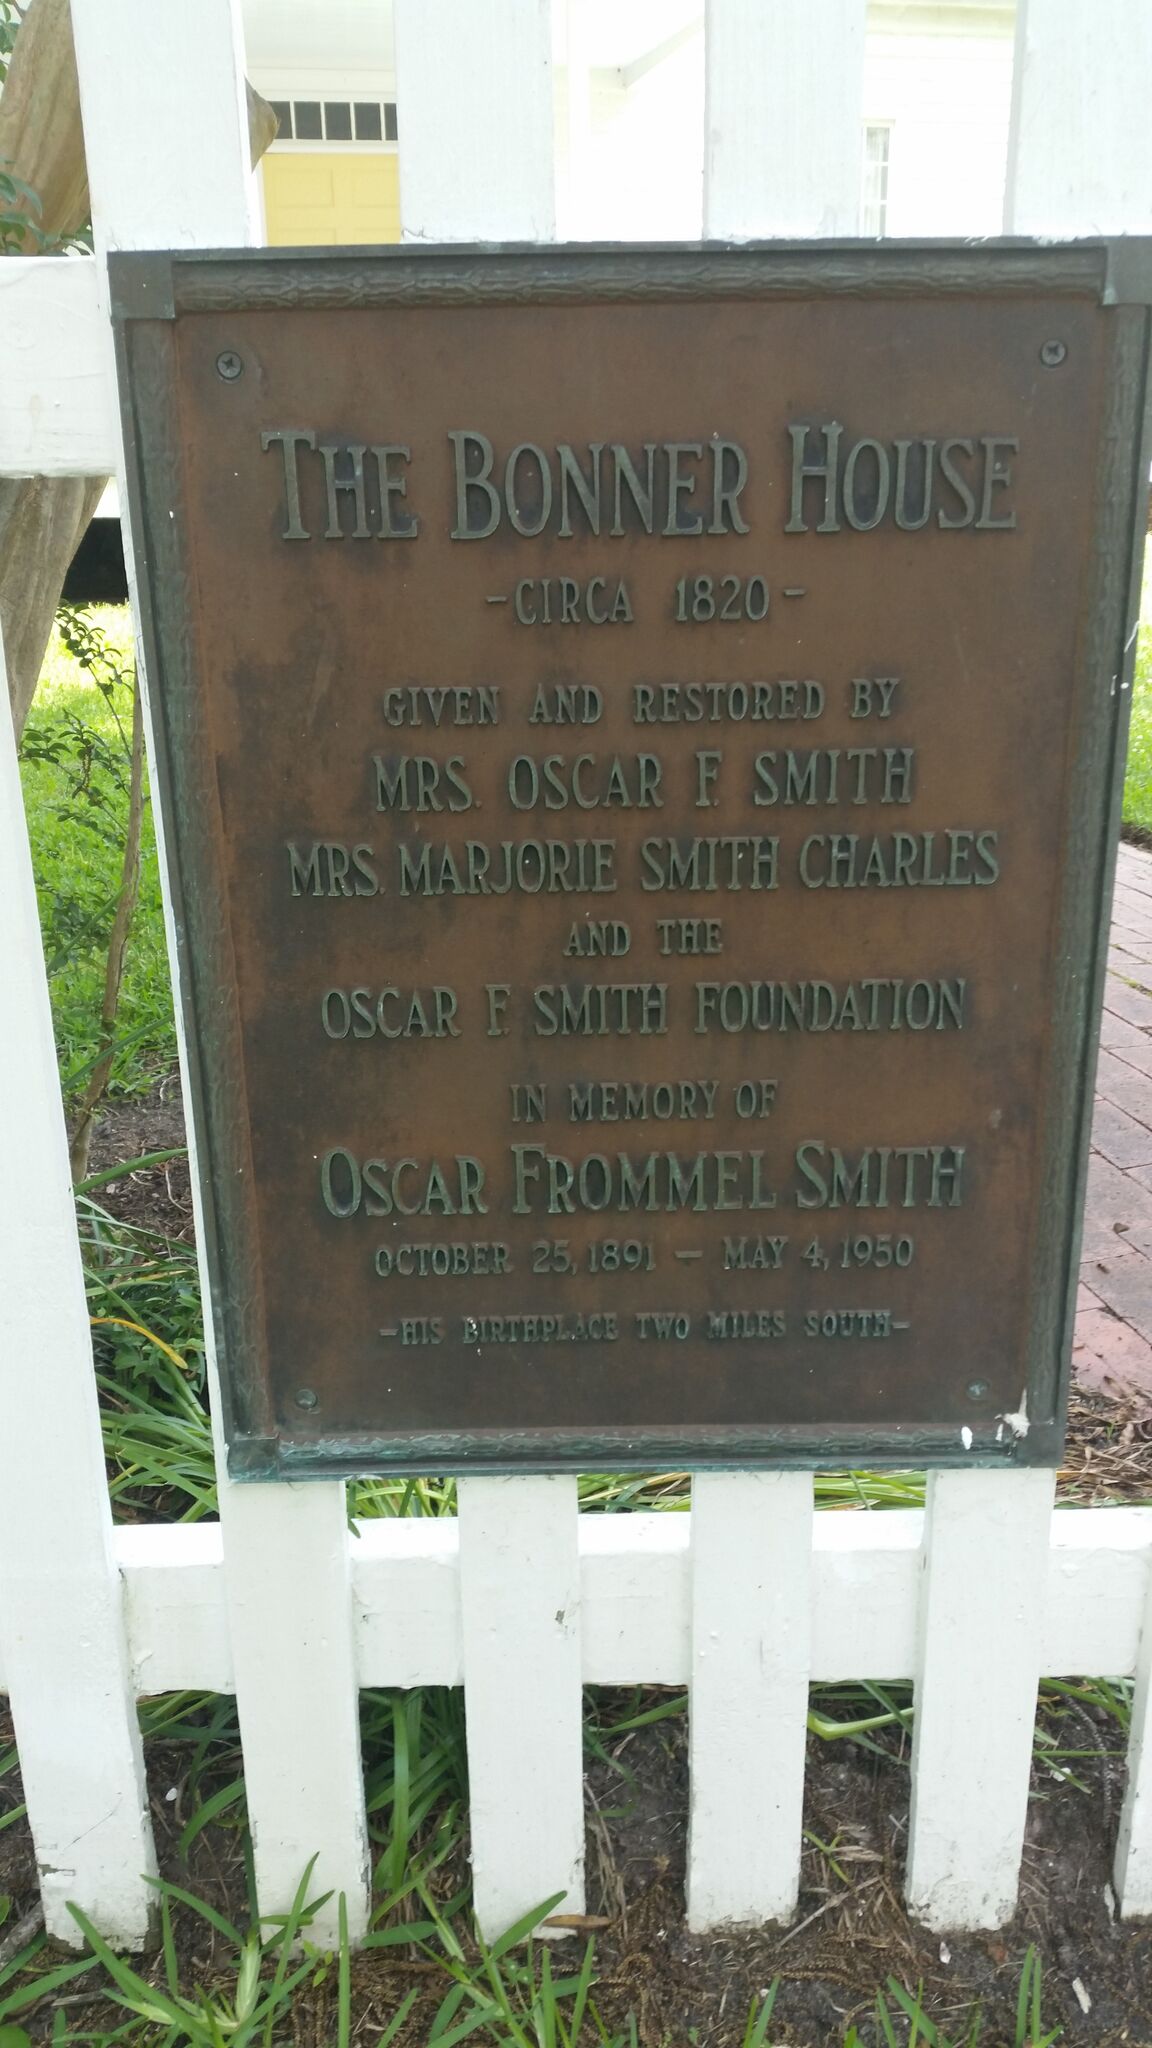 THE BONNER HOUSE
-CIRCA 1820-
GIVEN AND RESTORED BY
MRS. OSCAR F. SMITH
MRS. MARJORIE SMITH CHARLES
AND THE
OSCAR F. SMITH FOUNDATION
IN MEMORY OF
OSCAR FROMMEL SMITH
OCTOBER 25, 1891 - MAY 4, 1950
-HIS BIRTHPLACE TWO MILES SOUTH-